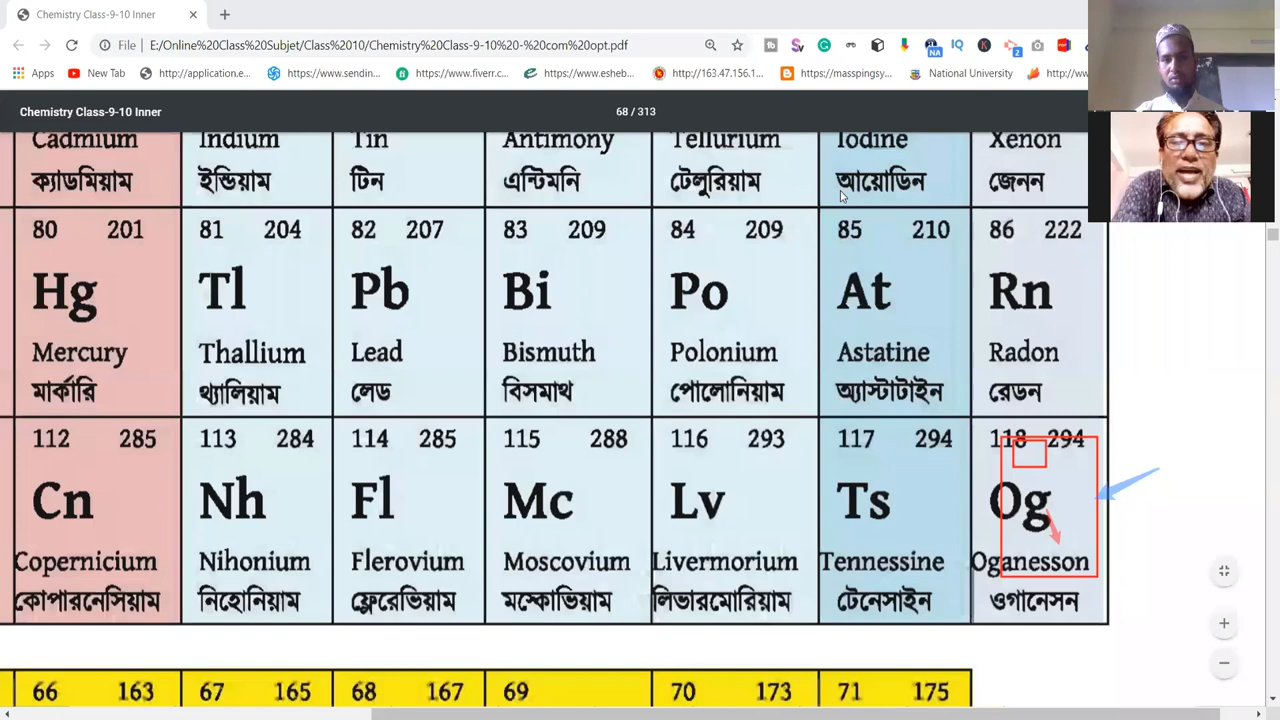 Chemistry Class-9-10 Inner
File E:/Online%20Class%20Subjet/Class%20Ten/Chemistry%20Class-9-10%20-%20com%20opt.pdf
Apps New Tab http://application.e... https://www.sendin... https://www.fiverr.c... https://www.esheb... http://163.47.156.1... https://masspingsy... National University http://ww
Chemistry Class-9-10 Inner 68 / 313
Cadmium Indium Tin Antimony Tellurium Iodine Xenon
ক্যাডমিয়াম ইন্ডিয়াম টিন এন্টিমনি টেলুরিয়াম আয়োডিন জেনন
80 201 81 204 82 207 83 209 84 209 85 210 86 222
Hg Tl Pb Bi Po At Rn
Mercury Thallium Lead Bismuth Polonium Astatine Radon
মার্কারি থ্যালিয়াম লেড বিসমাথ পোলোনিয়াম অ্যাস্টাটাইন রেডন
112 285 113 284 114 285 115 288 116 293 117 294 118 294
Cn Nh Fl Mc Lv Ts Og
Copernicium Nihonium Flerovium Moscovium Livermorium Tennessine Oganesson
কোপারনেসিয়াম নিহোনিয়াম ফ্লেরেভিয়াম মস্কোভিয়াম লিভারমোরিয়াম টেনেসাইন ওগানেসন
66 163 67 165 68 167 69 70 173 71 175